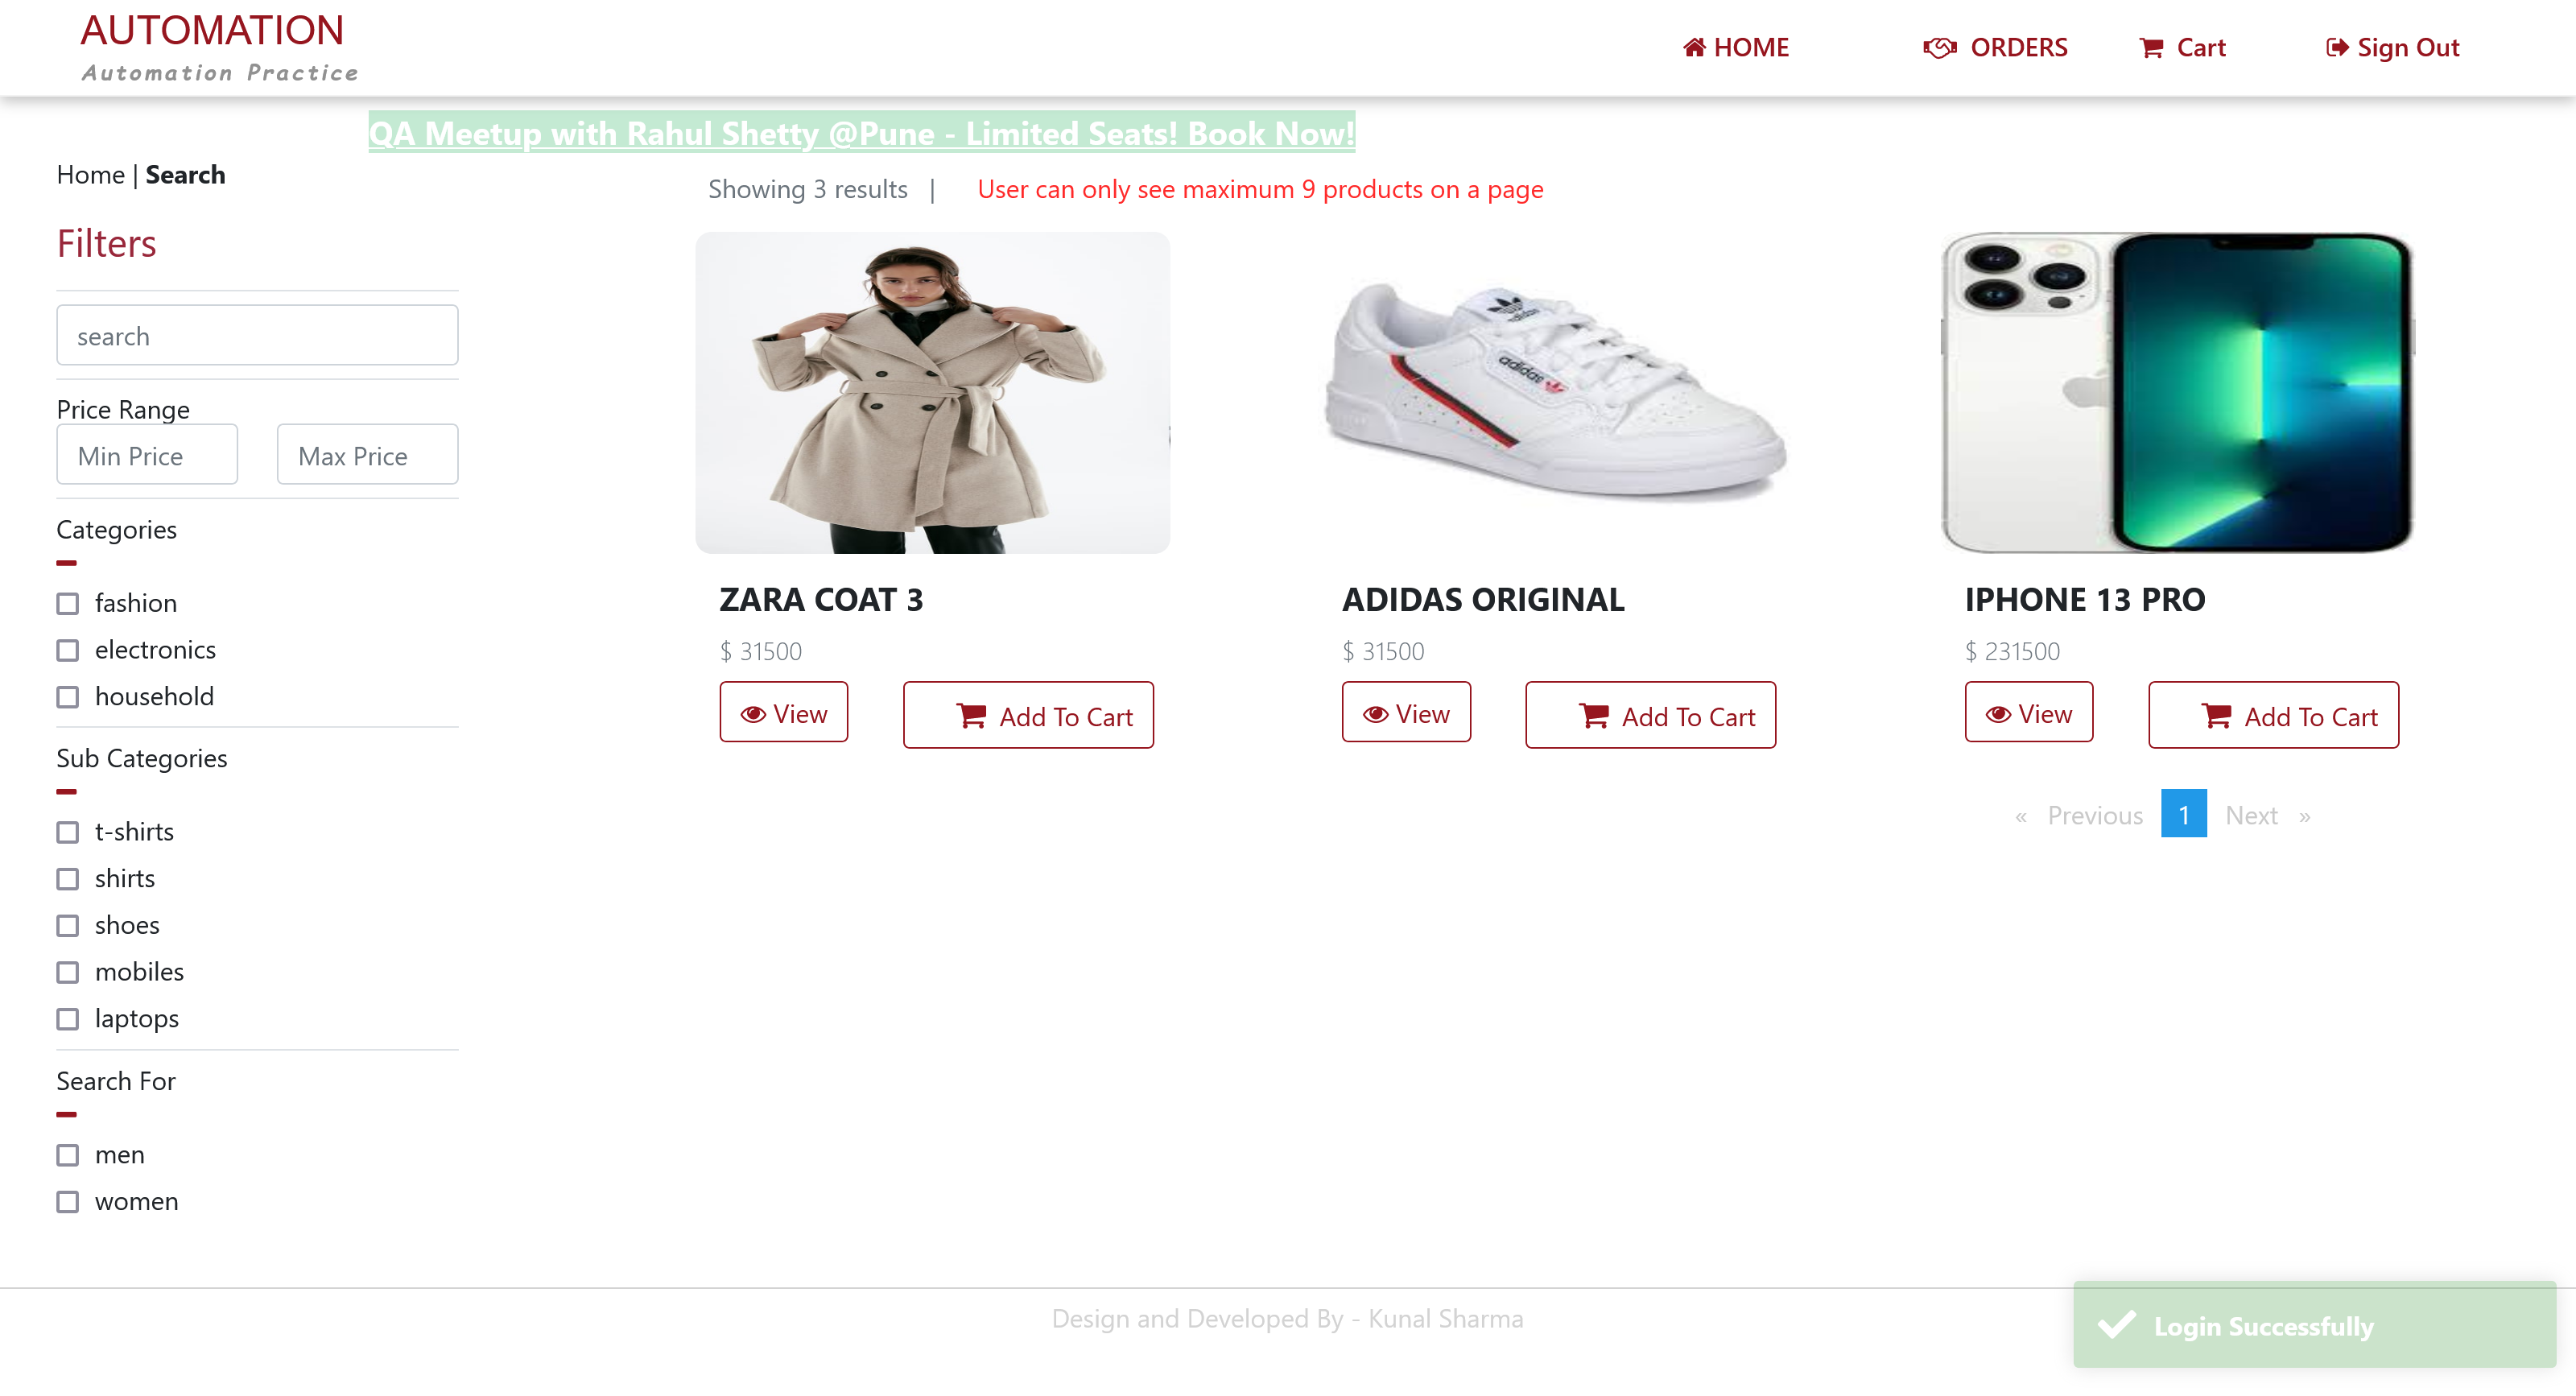 AUTOMATION
Automation Practice
HOME
ORDERS
Cart
Sign Out
QA Meetup with Rahul Shetty @Pune - Limited Seats! Book Now!
Home | Search
Showing 3 results |
User can only see maximum 9 products on a page
Filters
search
Price Range
Min Price
Max Price
Categories
fashion
electronics
household
Sub Categories
t-shirts
shirts
shoes
mobiles
laptops
Search For
men
women
adidas
adidas
ZARA COAT 3
$ 31500
View
Add To Cart
ADIDAS ORIGINAL
$ 31500
View
Add To Cart
IPHONE 13 PRO
$ 231500
View
Add To Cart
« Previous 1 Next »
Design and Developed By - Kunal Sharma
Login Successfully